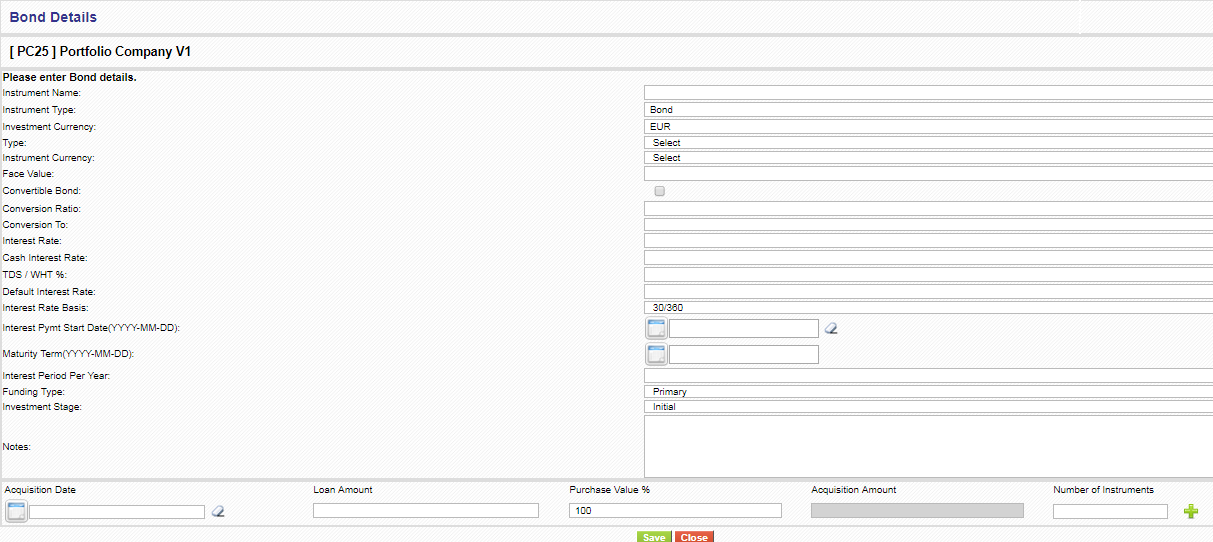 Bond Details
[ PC25 ] Portfolio Company V1
Please enter Bond details.
Instrument Name:
Instrument Type: Bond
Investment Currency: EUR
Type: Select
Instrument Currency: Select
Face Value:
Convertible Bond:
Conversion Ratio:
Conversion To:
Interest Rate:
Cash Interest Rate:
TDS / WHT %:
Default Interest Rate:
Interest Rate Basis: 30/360
Interest Pymt Start Date(YYYY-MM-DD):
Maturity Term(YYYY-MM-DD):
Interest Period Per Year:
Funding Type: Primary
Investment Stage: Initial
Notes:
Acquisition Date Loan Amount Purchase Value % Acquisition Amount Number of Instruments
100
Save Close